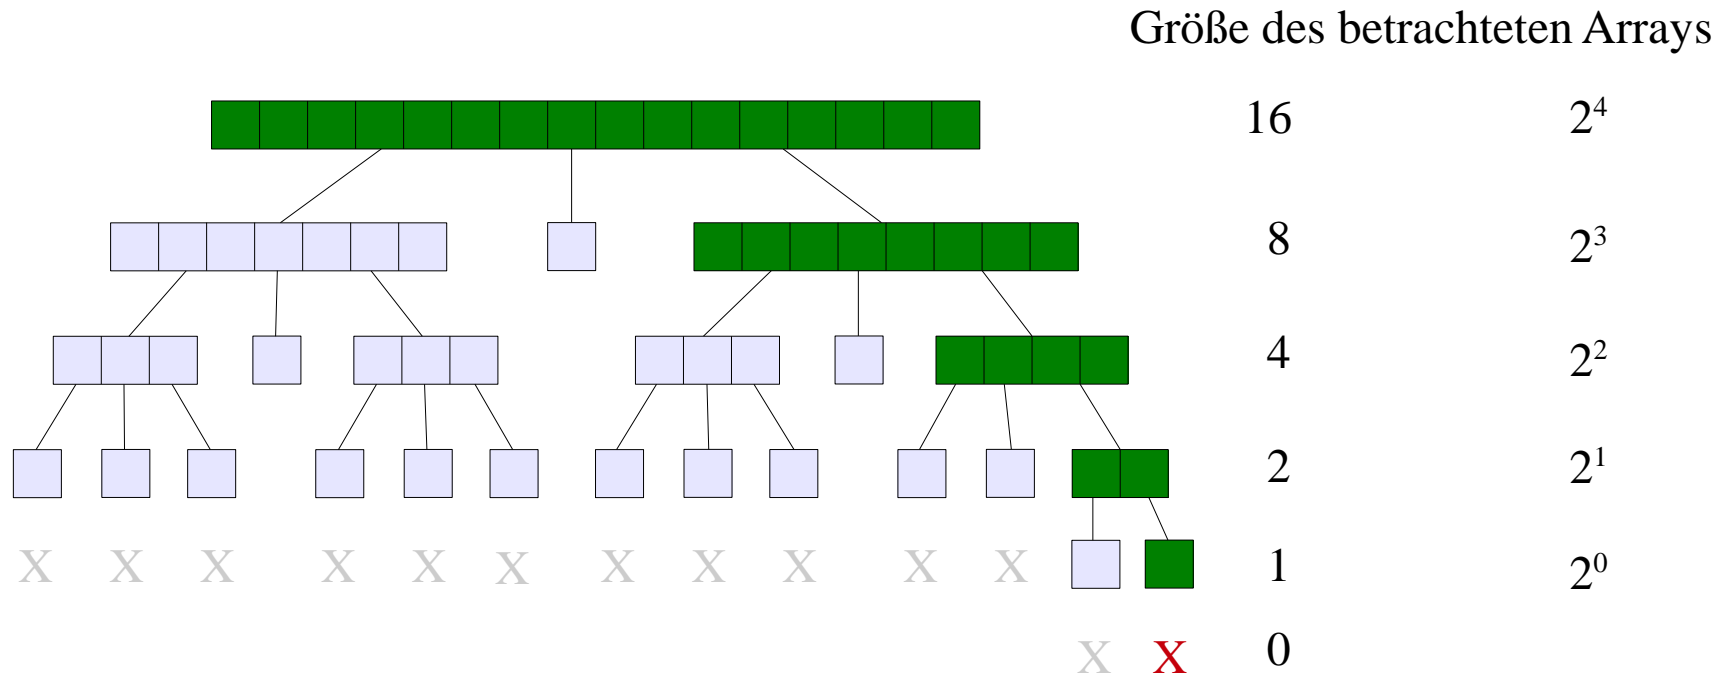 Größe des betrachteten Arrays
16 2⁴
8 2³
4 2²
2 2¹
X X X X X X X X X X X 1 2⁰
X X 0